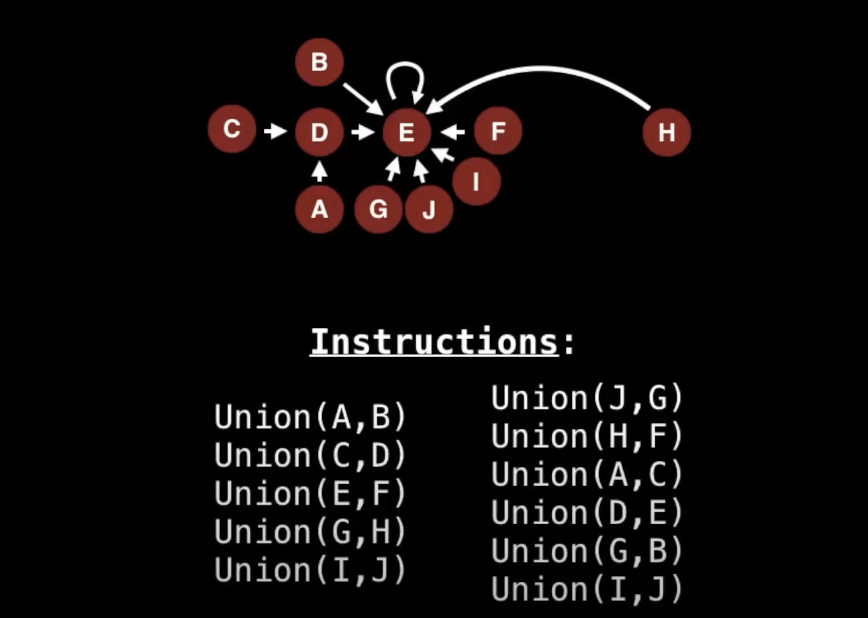 B
C D E F H
I
A G J
Instructions:
Union(A,B)
Union(C,D)
Union(E,F)
Union(G,H)
Union(I,J)
Union(J,G)
Union(H,F)
Union(A,C)
Union(D,E)
Union(G,B)
Union(I,J)